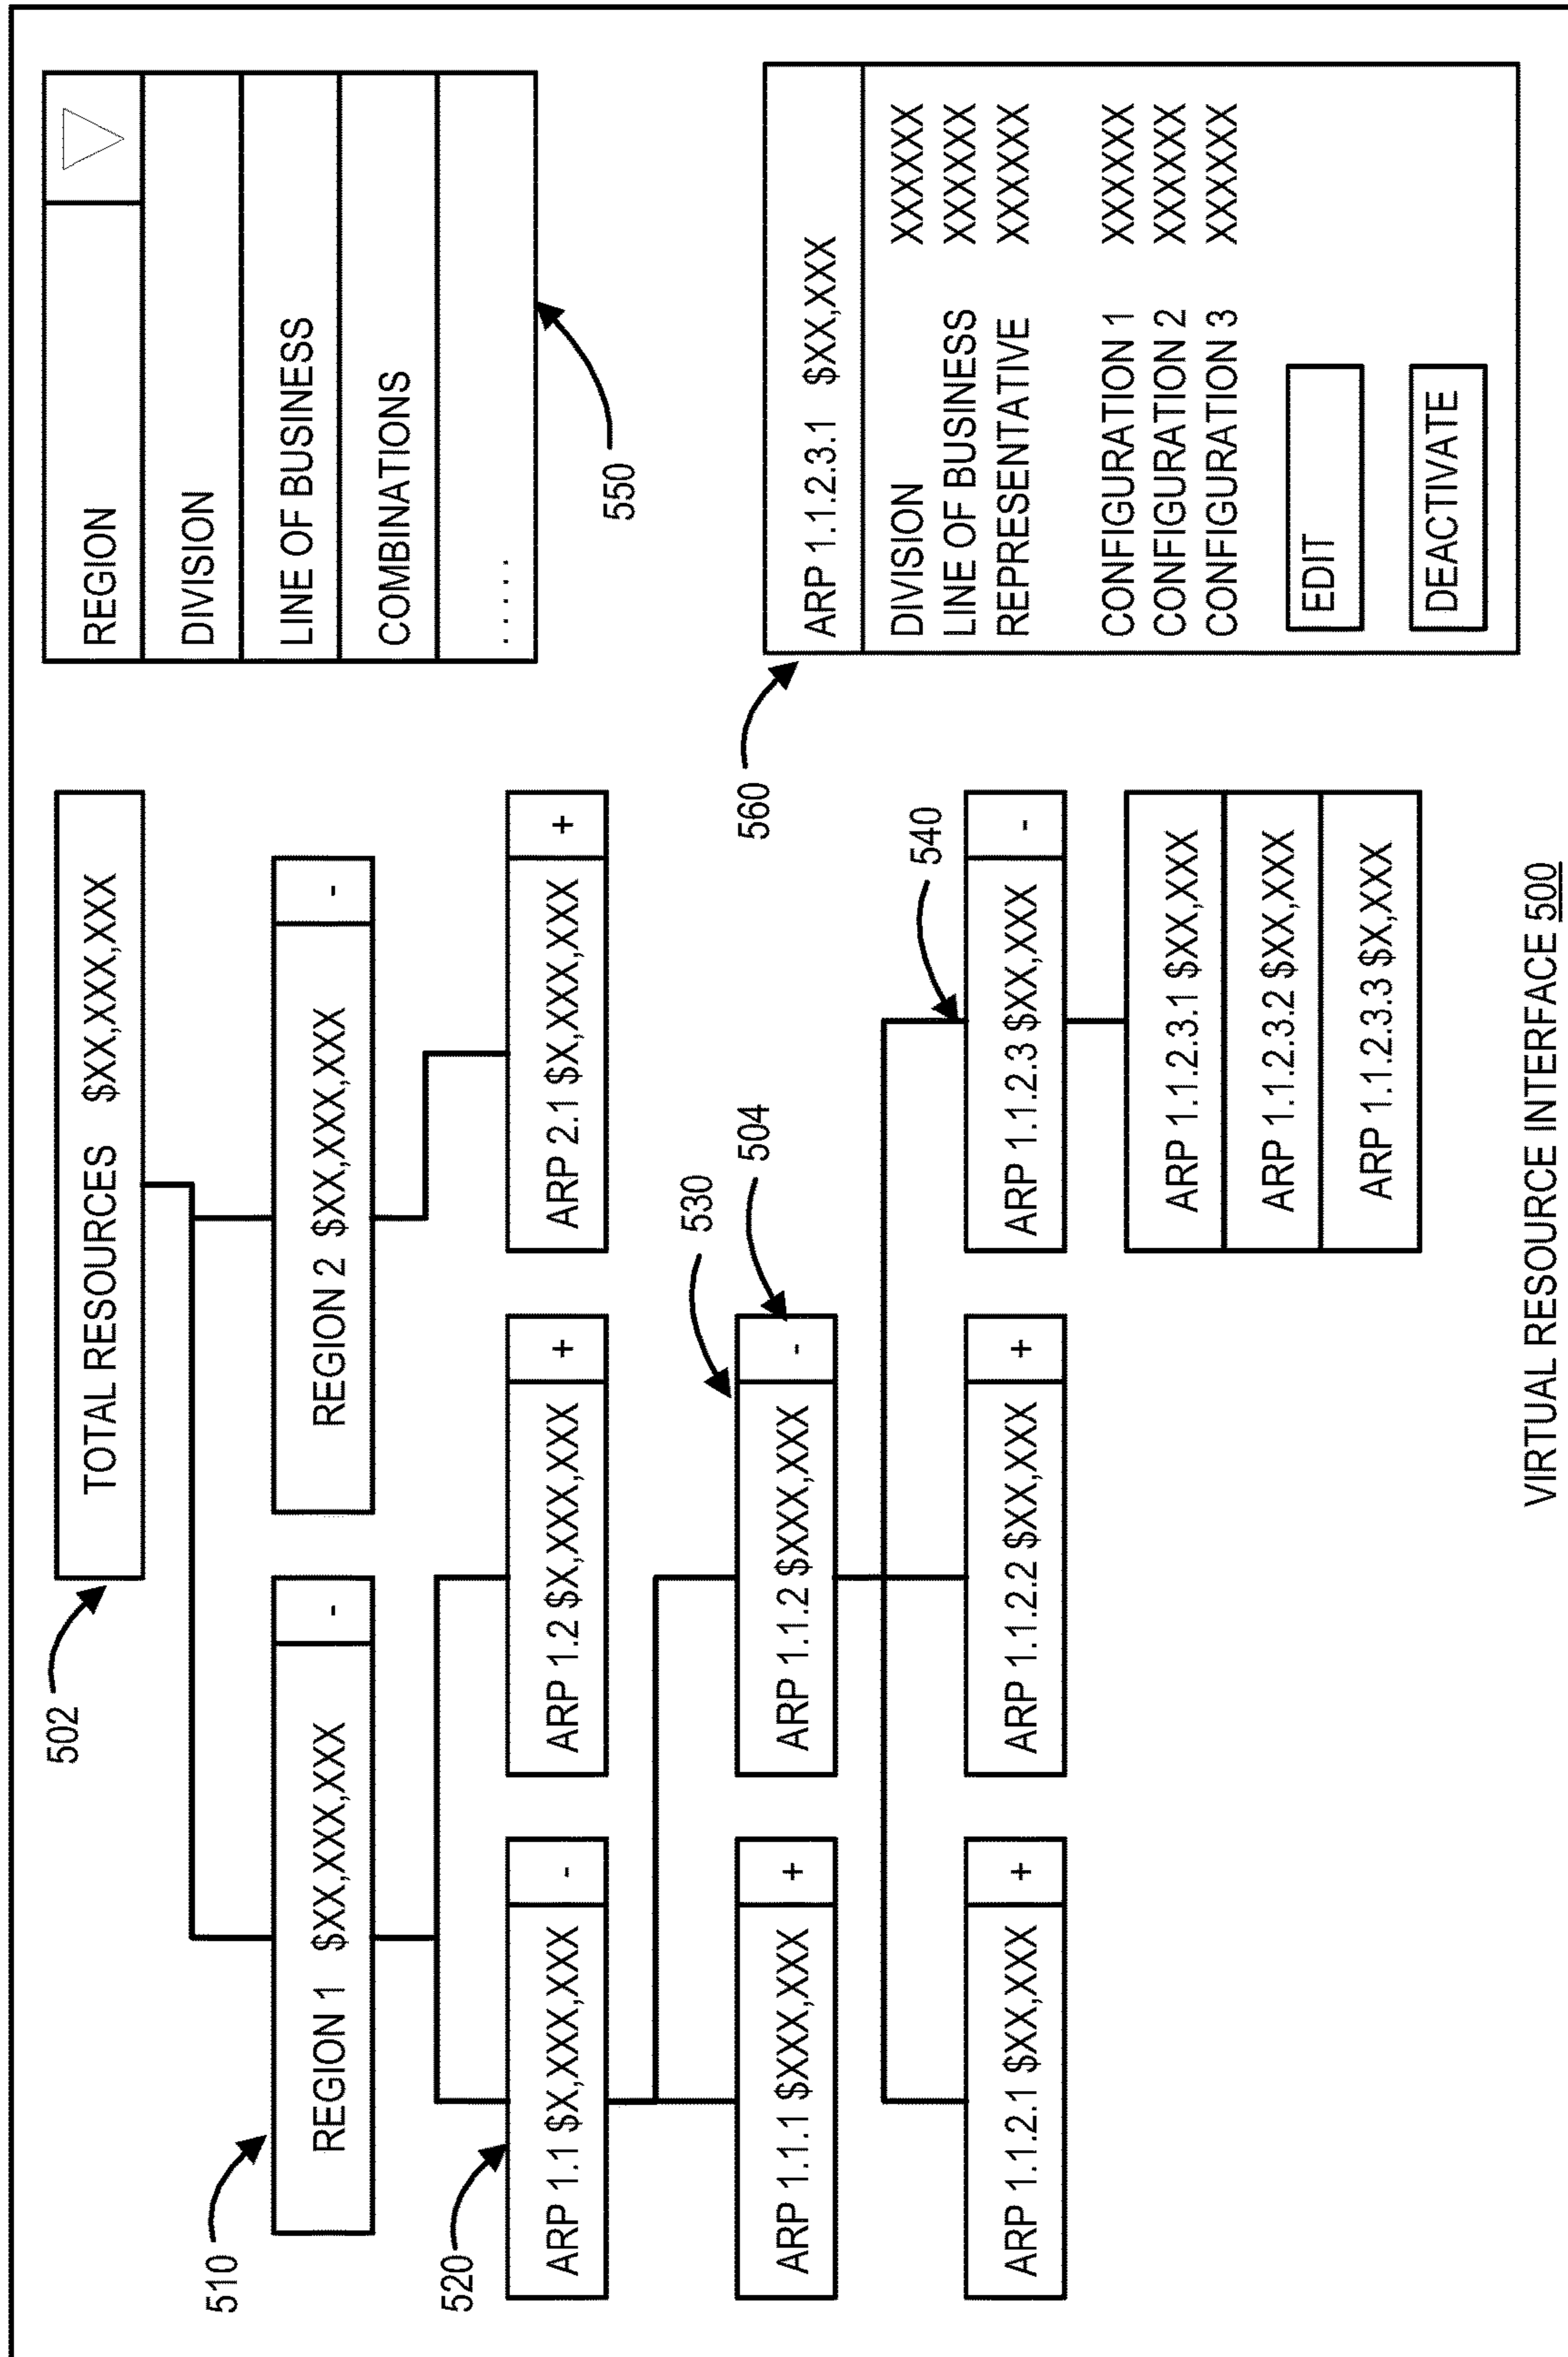 502
TOTAL RESOURCES $XX,XXX,XXX
510
REGION 1 $XX,XXX,XXX -
REGION 2 $XX,XXX,XXX -
520
ARP 1.1 $X,XXX,XXX -
ARP 1.2 $X,XXX,XXX +
ARP 2.1 $X,XXX,XXX +
530
504
ARP 1.1.1 $XXX,XXX +
ARP 1.1.2 $XXX,XXX -
540
ARP 1.1.2.1 $XX,XXX +
ARP 1.1.2.2 $XX,XXX +
ARP 1.1.2.3 $XX,XXX -
ARP 1.1.2.3.1 $XX,XXX
ARP 1.1.2.3.2 $XX,XXX
ARP 1.1.2.3.3 $X,XXX
REGION
DIVISION
LINE OF BUSINESS
COMBINATIONS
. . . . .
550
560
ARP 1.1.2.3.1 $XX,XXX
DIVISION XXXXXX
LINE OF BUSINESS XXXXXX
REPRESENTATIVE XXXXXX
CONFIGURATION 1 XXXXXX
CONFIGURATION 2 XXXXXX
CONFIGURATION 3 XXXXXX
EDIT
DEACTIVATE
VIRTUAL RESOURCE INTERFACE 500